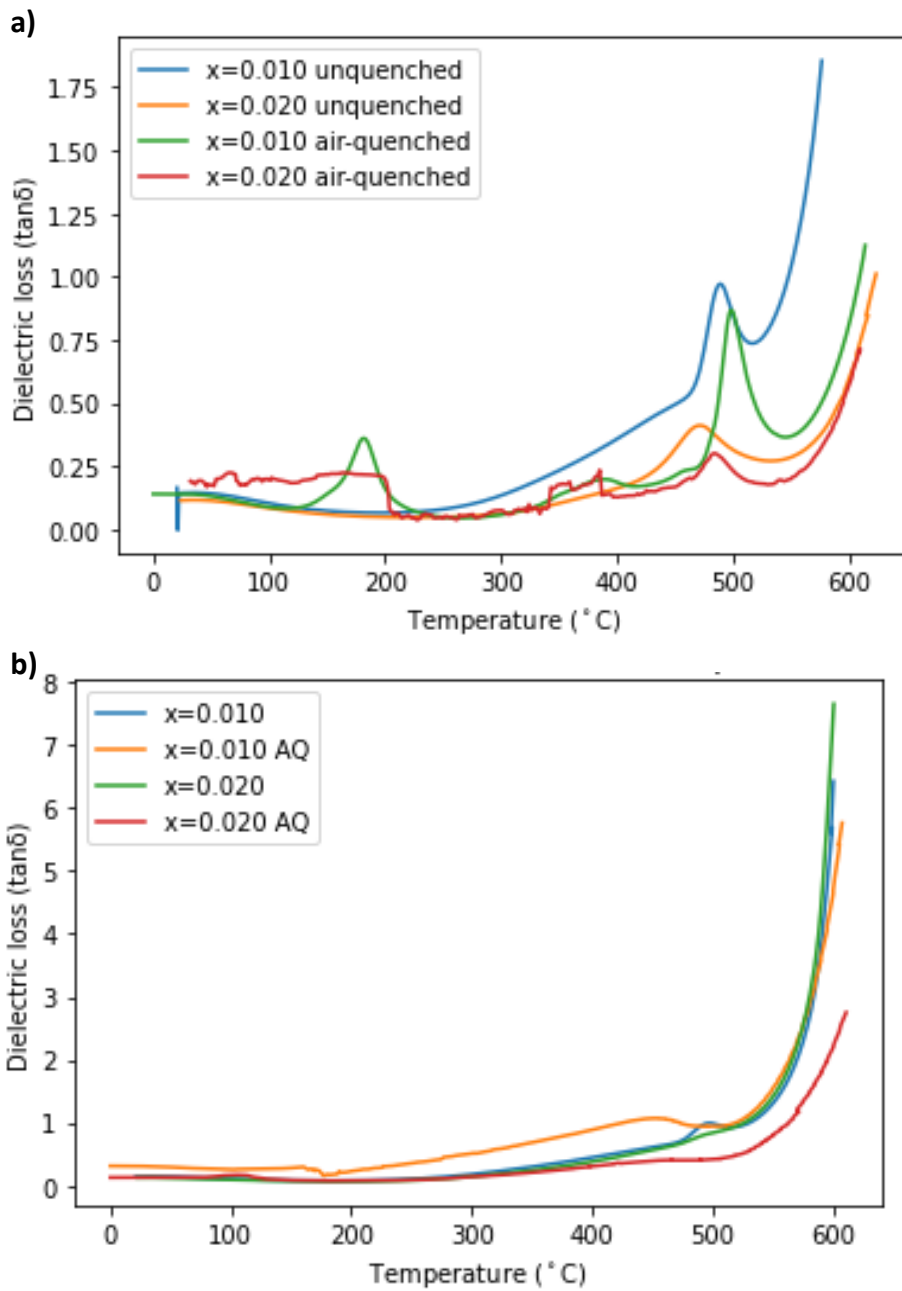 a)
x=0.010 unquenched
x=0.020 unquenched
x=0.010 air-quenched
x=0.020 air-quenched
1.75
1.50
1.25
1.00
0.75
0.50
0.25
0.00
Dielectric loss (tanδ)
0 100 200 300 400 500 600
Temperature (˚C)
b)
x=0.010
x=0.010 AQ
x=0.020
x=0.020 AQ
8
7
6
5
4
3
2
1
0
Dielectric loss (tanδ)
0 100 200 300 400 500 600
Temperature (˚C)